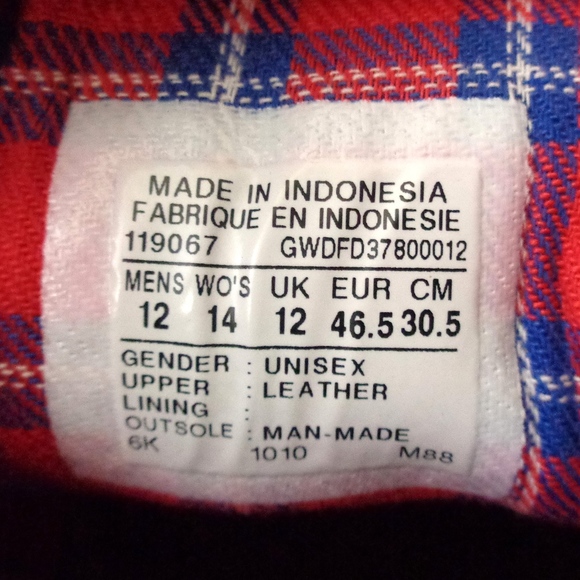 MADE IN INDONESIA
FABRIQUE EN INDONESIE
119067 GWDFD37800012
MENS WO'S UK EUR CM
12 14 12 46.5 30.5
GENDER : UNISEX
UPPER : LEATHER
LINING :
OUTSOLE : MAN-MADE
6K 1010 M88